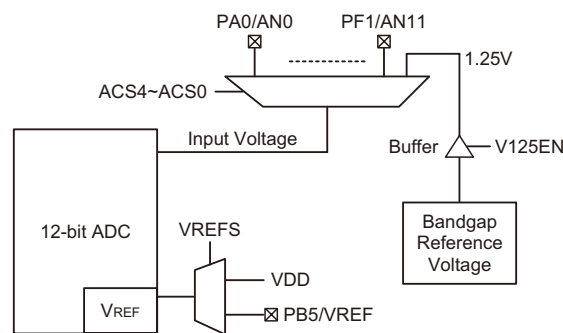 PA0/AN0
PF1/AN11
1.25V
ACS4~ACS0
Input Voltage
Buffer
V125EN
12-bit ADC
Bandgap
Reference
Voltage
VREFS
VDD
VREF
PB5/VREF